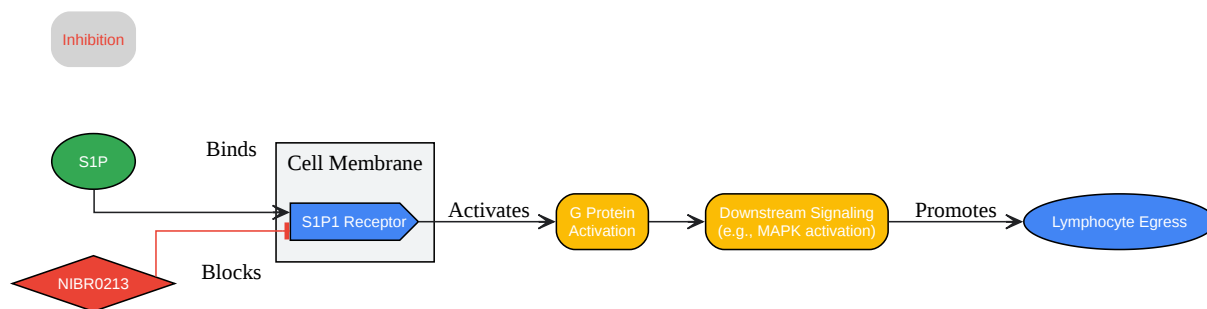 Inhibition
S1P
Binds
Cell Membrane
S1P1 Receptor
Activates
G Protein
Activation
Downstream Signaling
(e.g., MAPK activation)
Promotes
Lymphocyte Egress
Blocks
NIBR0213